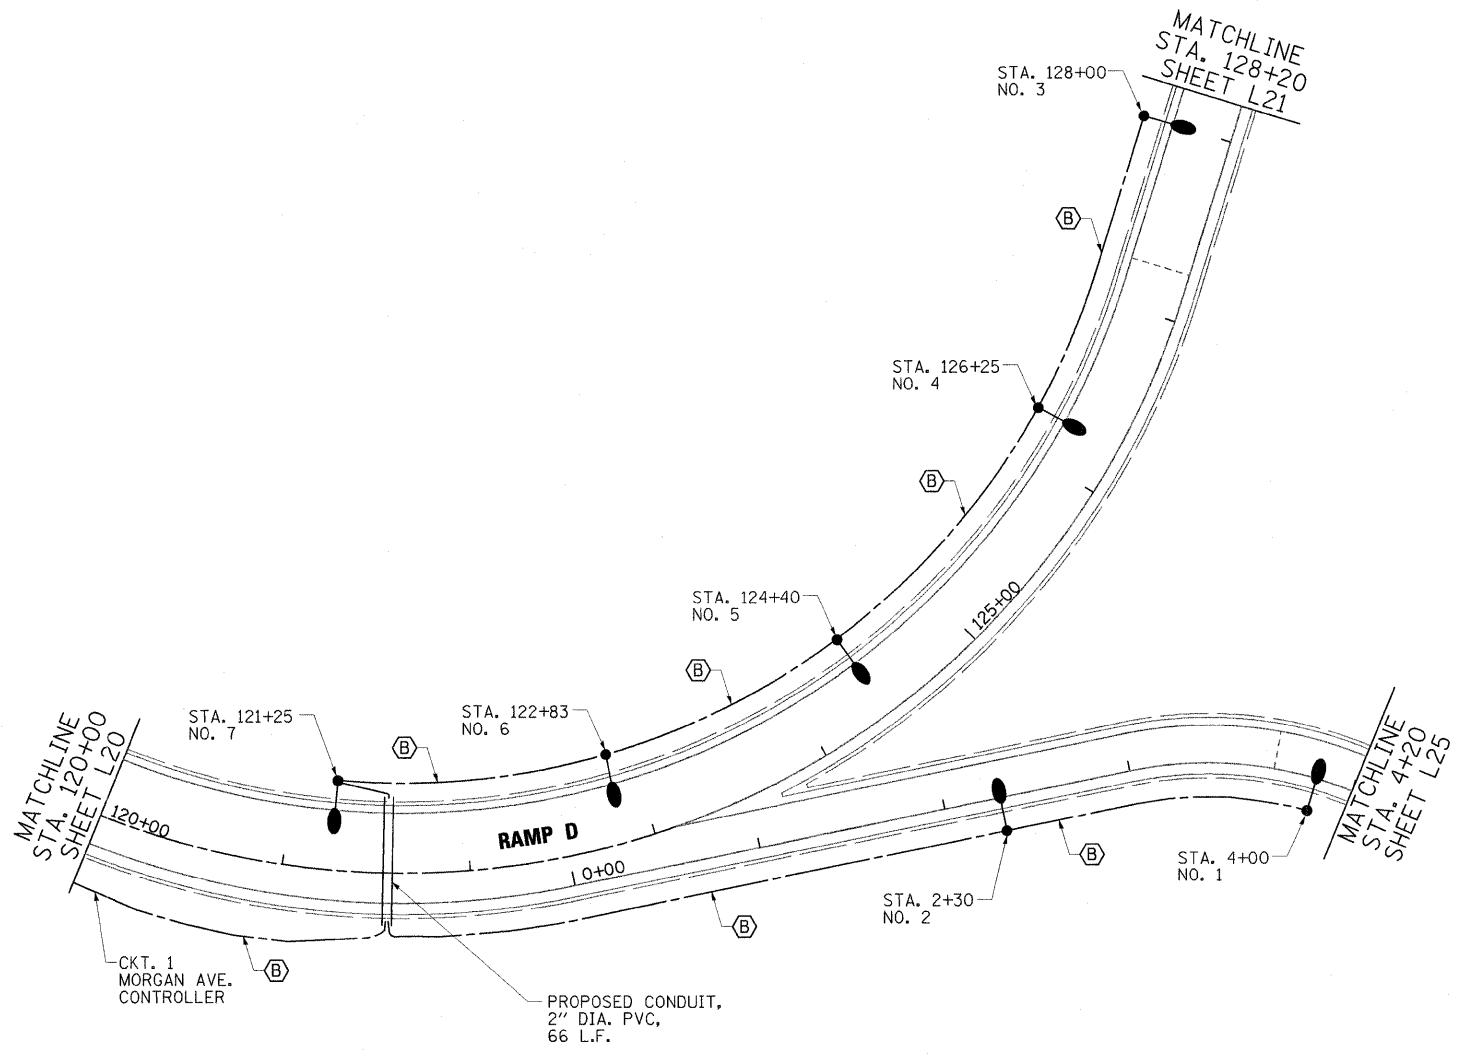 MATCHLINE
STA. 128+20
SHEET L21
STA. 128+00
NO. 3
B
STA. 126+25
NO. 4
B
125+00
STA. 124+40
NO. 5
B
STA. 122+83
NO. 6
STA. 121+25
NO. 7
B
MATCHLINE
STA. 120+00
SHEET L20
120+00
RAMP D
0+00
MATCHLINE
STA. 4+20
SHEET L25
STA. 4+00
NO. 1
B
STA. 2+30
NO. 2
B
B
CKT. 1
MORGAN AVE.
CONTROLLER
PROPOSED CONDUIT,
2" DIA. PVC,
66 L.F.